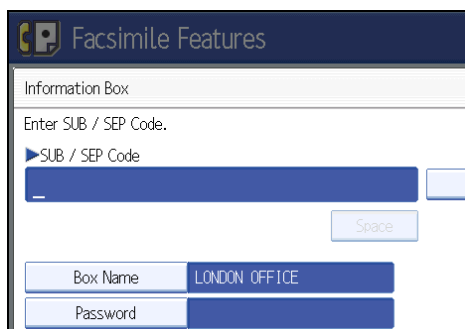 Facsimile Features
Information Box
Enter SUB / SEP Code.
▶SUB / SEP Code
_
Space
Box Name LONDON OFFICE
Password